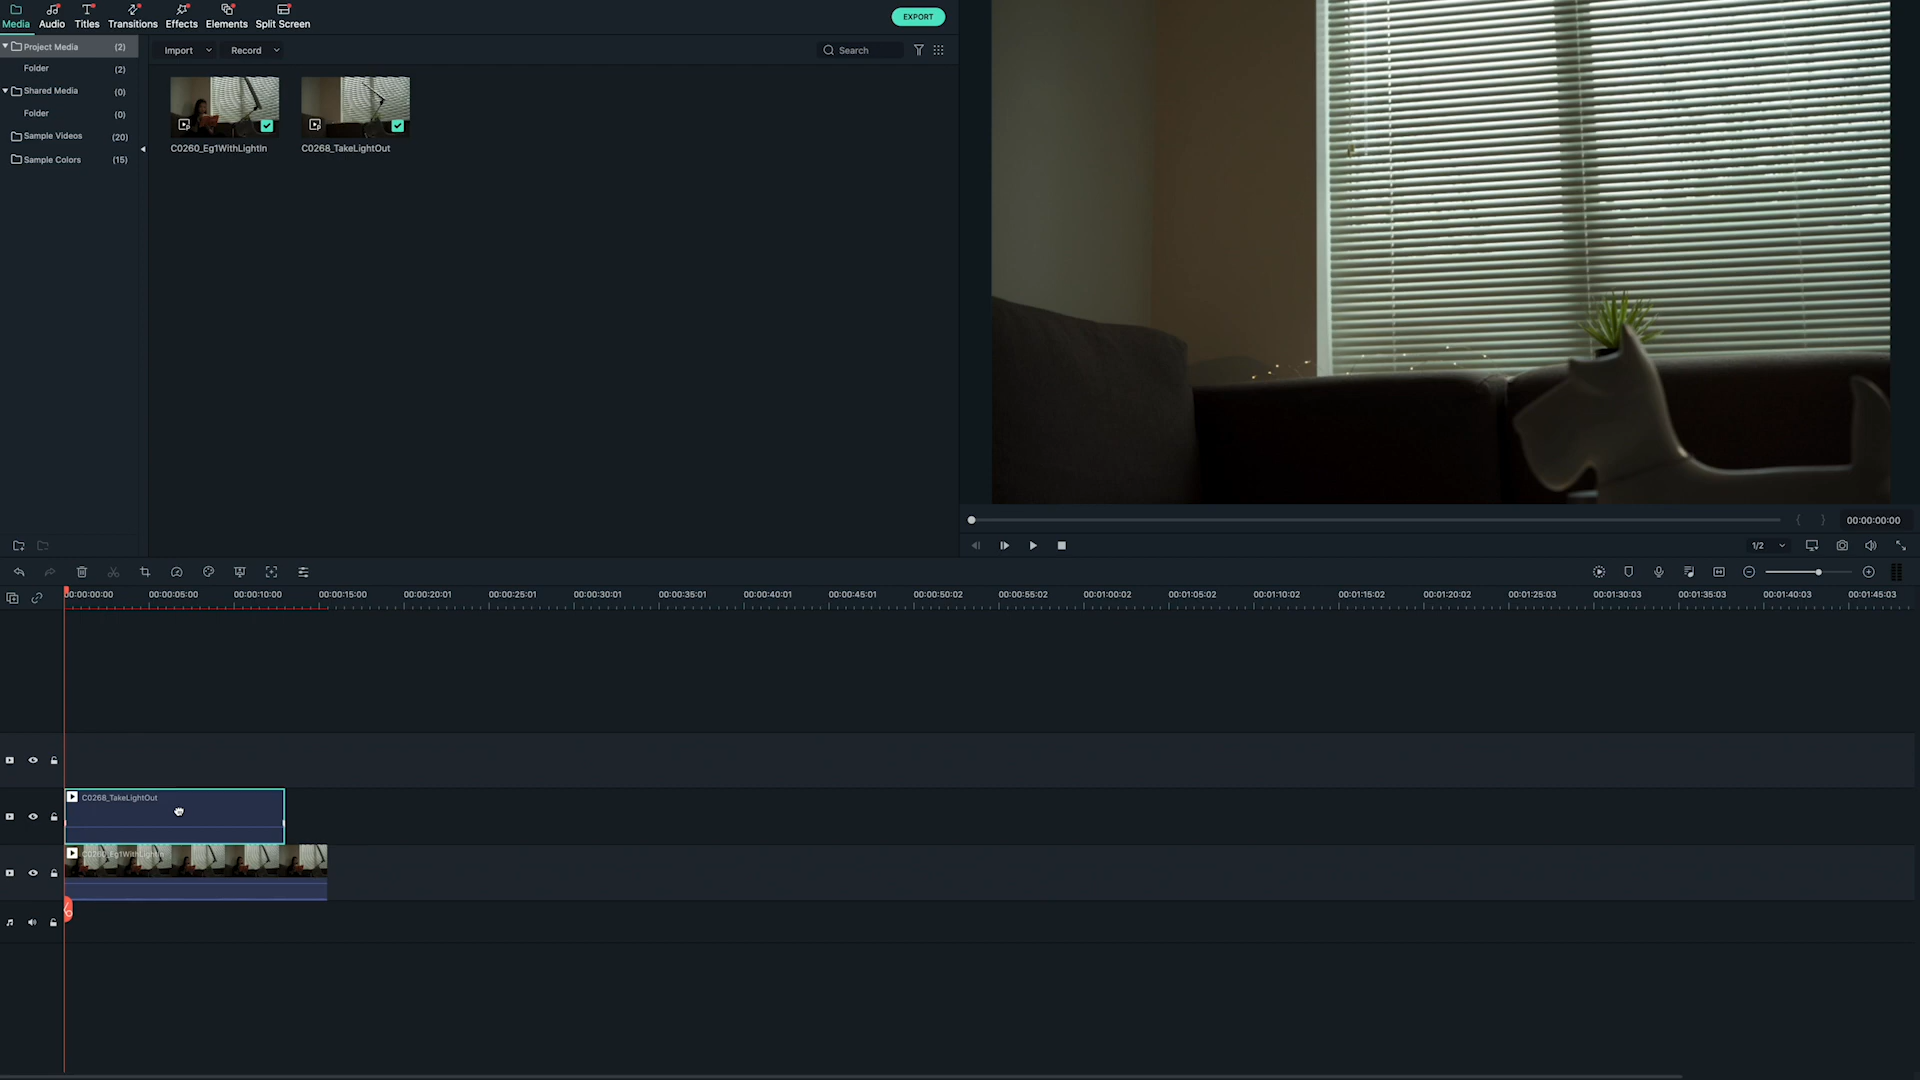 Media Audio Titles Transitions Effects Elements Split Screen
EXPORT
Project Media (2)
Folder (2)
Shared Media (0)
Folder (0)
Sample Videos (20)
Sample Colors (15)
Import Record Search
C0260_Eg1WithLightIn C0268_TakeLightOut
00:00:00:00
1/2
00:00:00:00 00:00:05:00 00:00:10:00 00:00:15:00 00:00:20:01 00:00:25:01 00:00:30:01 00:00:35:01 00:00:40:01 00:00:45:01 00:00:50:02 00:00:55:02 00:01:00:02 00:01:05:02 00:01:10:02 00:01:15:02 00:01:20:02 00:01:25:03 00:01:30:03 00:01:35:03 00:01:40:03 00:01:45:03
C0268_TakeLightOut
C0260_Eg1WithLightIn